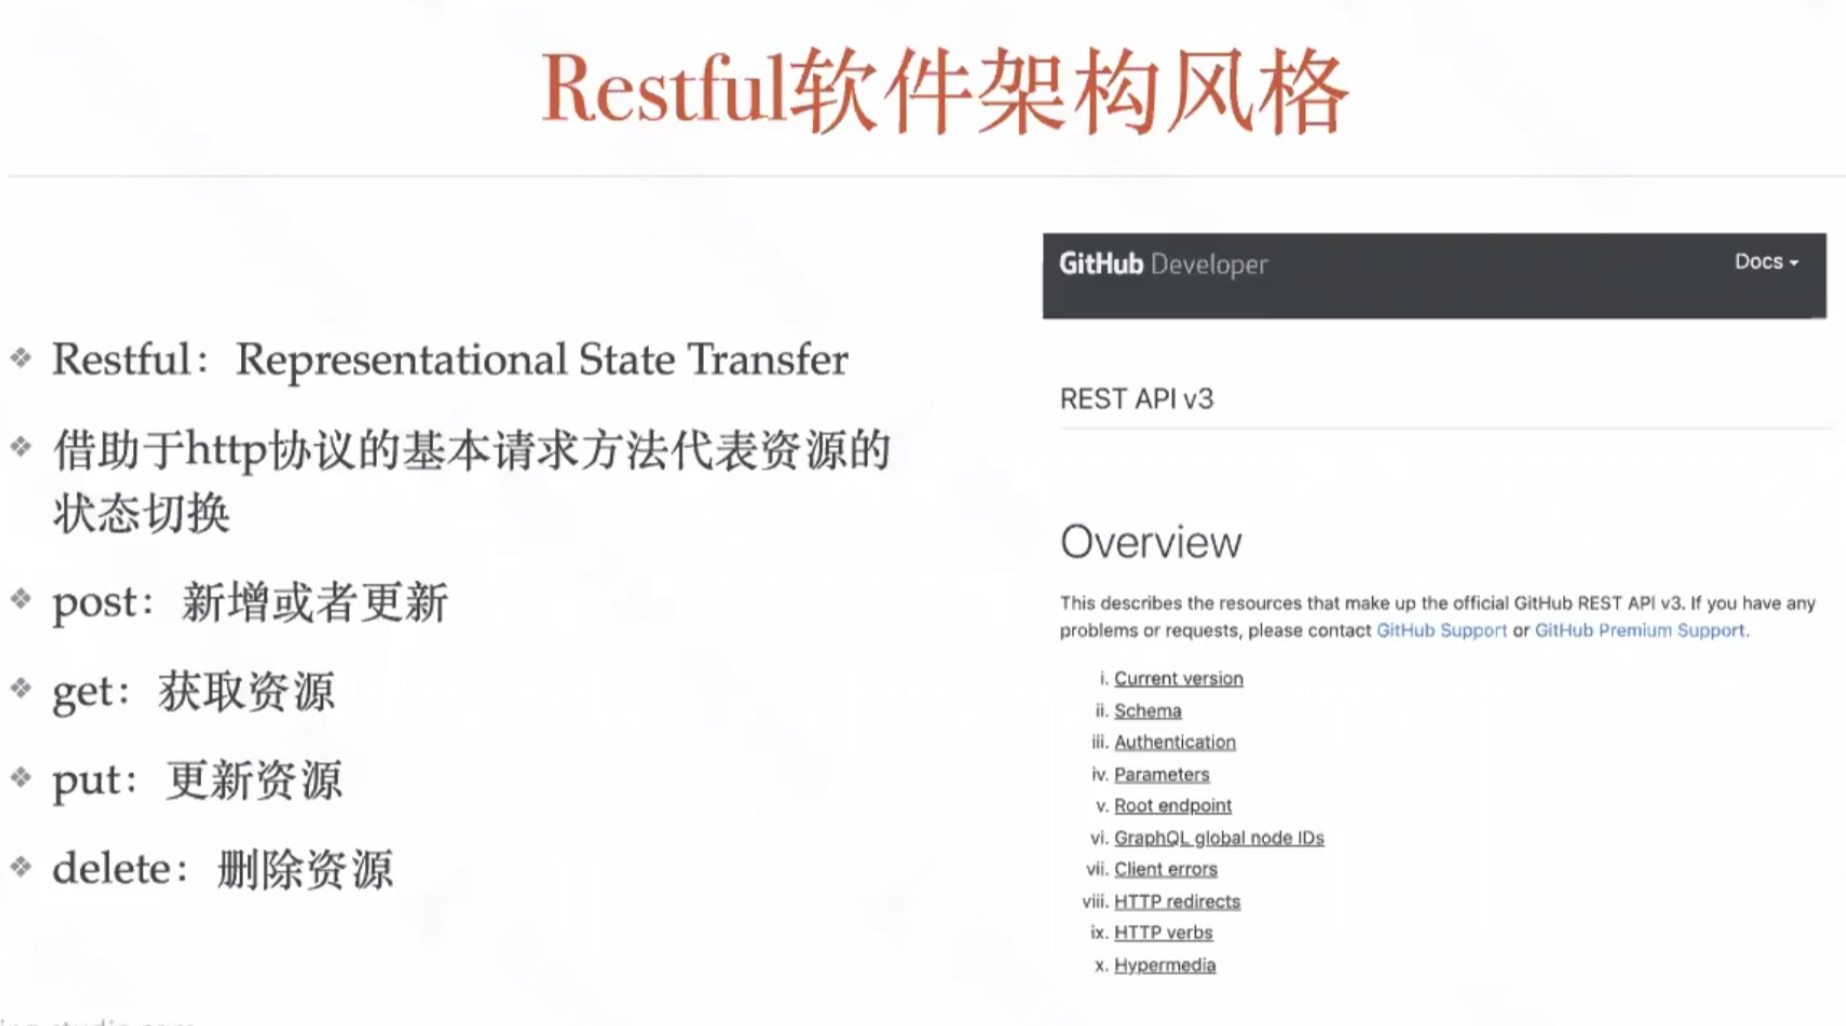 Restful软件架构风格
Restful：Representational State Transfer
借助于http协议的基本请求方法代表资源的
状态切换
post：新增或者更新
get：获取资源
put：更新资源
delete：删除资源
GitHub Developer
Docs
REST API v3
Overview
This describes the resources that make up the official GitHub REST API v3. If you have any
problems or requests, please contact GitHub Support or GitHub Premium Support.
i. Current version
ii. Schema
iii. Authentication
iv. Parameters
v. Root endpoint
vi. GraphQL global node IDs
vii. Client errors
viii. HTTP redirects
ix. HTTP verbs
x. Hypermedia